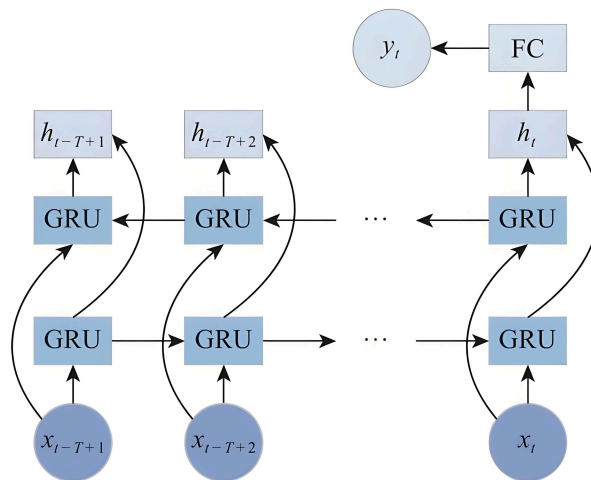 y_t FC
h_{t-T+1} h_{t-T+2} h_t
GRU GRU ... GRU
GRU GRU ... GRU
x_{t-T+1} x_{t-T+2} x_t